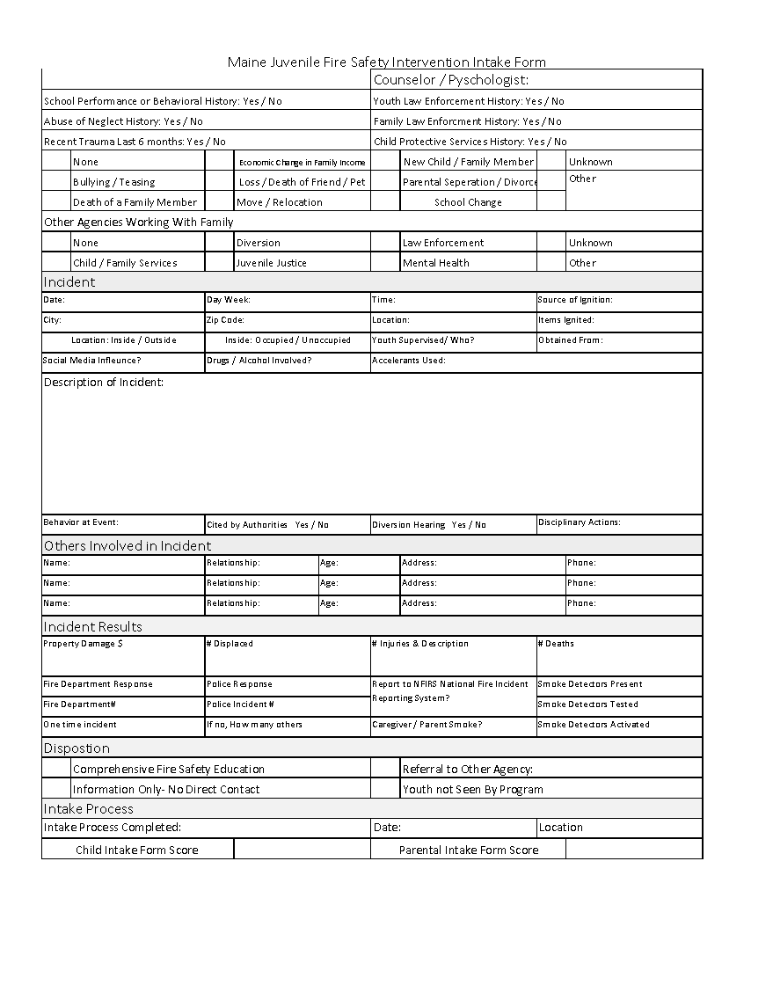 Maine Juvenile Fire Safety Intervention Intake Form
Counselor / Pyschologist:
School Performance or Behavioral History: Yes / No Youth Law Enforcement History: Yes / No
Abuse of Neglect History: Yes / No Family Law Enforcment History: Yes / No
Recent Trauma Last 6 months: Yes / No Child Protective Services History: Yes / No
None Economic Change in Family Income New Child / Family Member Unknown
Bullying / Teasing Loss / Death of Friend / Pet Parental Seperation / Divorce Other
Death of a Family Member Move / Relocation School Change
Other Agencies Working With Family
None Diversion Law Enforcement Unknown
Child / Family Services Juvenile Justice Mental Health Other
Incident
Date: Day Week: Time: Source of Ignition:
City: Zip Code: Location: Items Ignited:
Location: Inside / Outside Inside: Occupied / Unoccupied Youth Supervised/ Who? Obtained From:
Social Media Infleunce? Drugs / Alcohol Involved? Accelerants Used:
Description of Incident:
Behavior at Event: Cited by Authorities Yes / No Diversion Hearing Yes / No Disciplinary Actions:
Others Involved in Incident
Name: Relationship: Age: Address: Phone:
Name: Relationship: Age: Address: Phone:
Name: Relationship: Age: Address: Phone:
Incident Results
Property Damage $ # Displaced # Injuries & Description # Deaths
Fire Department Response Police Response Report to NFIRS National Fire Incident Smoke Detectors Present
Reporting System?
Fire Department# Police Incident # Smoke Detectors Tested
One time incident If no, How many others Caregiver / Parent Smoke? Smoke Detectors Activated
Dispostion
Comprehensive Fire Safety Education Referral to Other Agency:
Information Only- No Direct Contact Youth not Seen By Program
Intake Process
Intake Process Completed: Date: Location
Child Intake Form Score Parental Intake Form Score